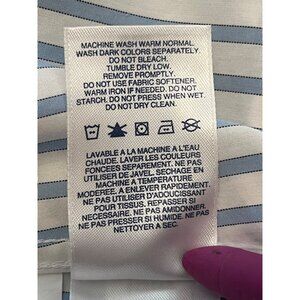 MACHINE WASH WARM NORMAL.
WASH DARK COLORS SEPARATELY.
DO NOT BLEACH.
TUMBLE DRY LOW.
REMOVE PROMPTLY.
DO NOT USE FABRIC SOFTENER.
WARM IRON IF NEEDED. DO NOT
STARCH. DO NOT PRESS WHEN WET.
DO NOT DRY CLEAN.
LAVABLE A LA MACHINE A L'EAU
CHAUDE. LAVER LES COULEURS
FONCEES SEPAREMENT. NE PAS
UTILISER DE JAVEL. SÉCHAGE EN
MACHINE A TEMPERATURE
MODEREE. A ENLEVER RAPIDEMENT.
NE PAS UTILISER D'ADOUCISSANT
POUR TISSUS. REPASSER SI
NECESSAIRE. NE PAS AMIDONNER.
NE PAS PRESSER SI HUMIDE. NE PAS
NETTOYER A SEC.